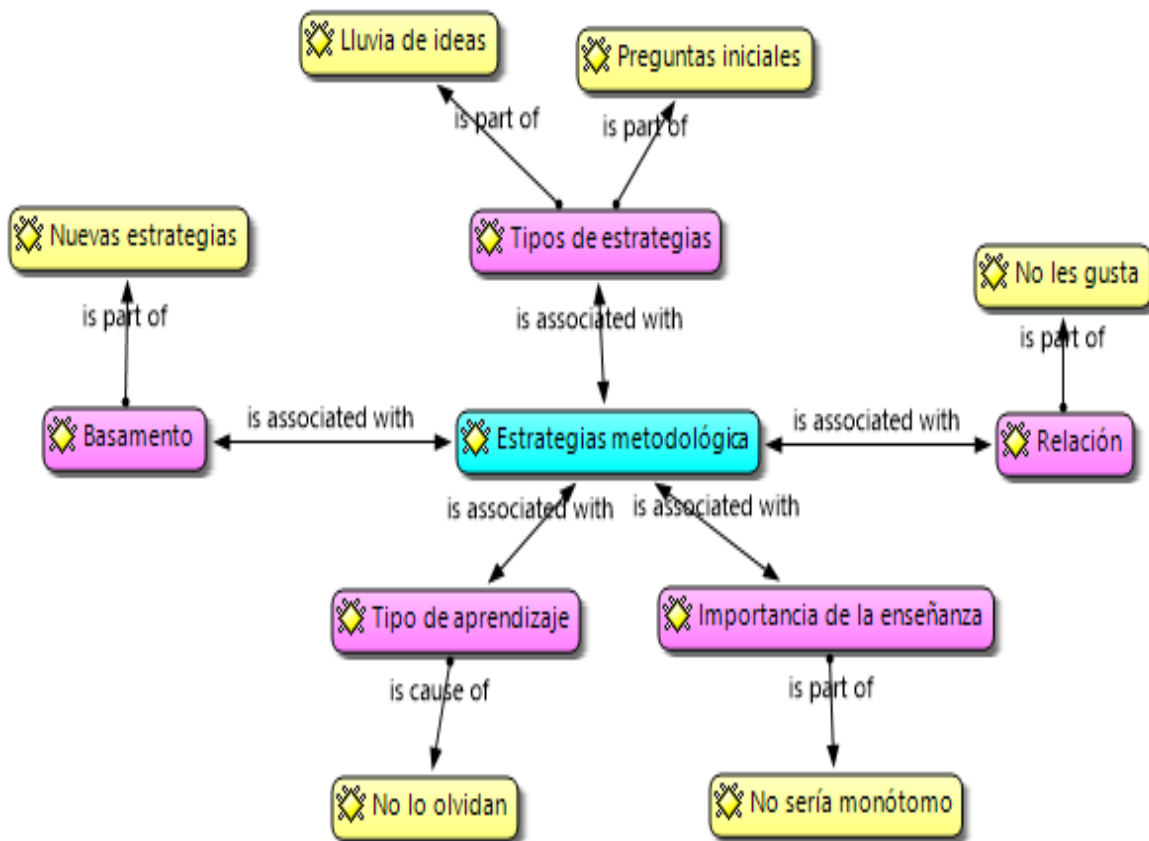 Lluvia de ideas
Preguntas iniciales
is part of
is part of
Nuevas estrategias
Tipos de estrategias
No les gusta
is part of
is associated with
is part of
Basamento
is associated with
Estrategias metodológica
is associated with
Relación
is associated with
is associated with
Tipo de aprendizaje
Importancia de la enseñanza
is cause of
is part of
No lo olvidan
No sería monótomo